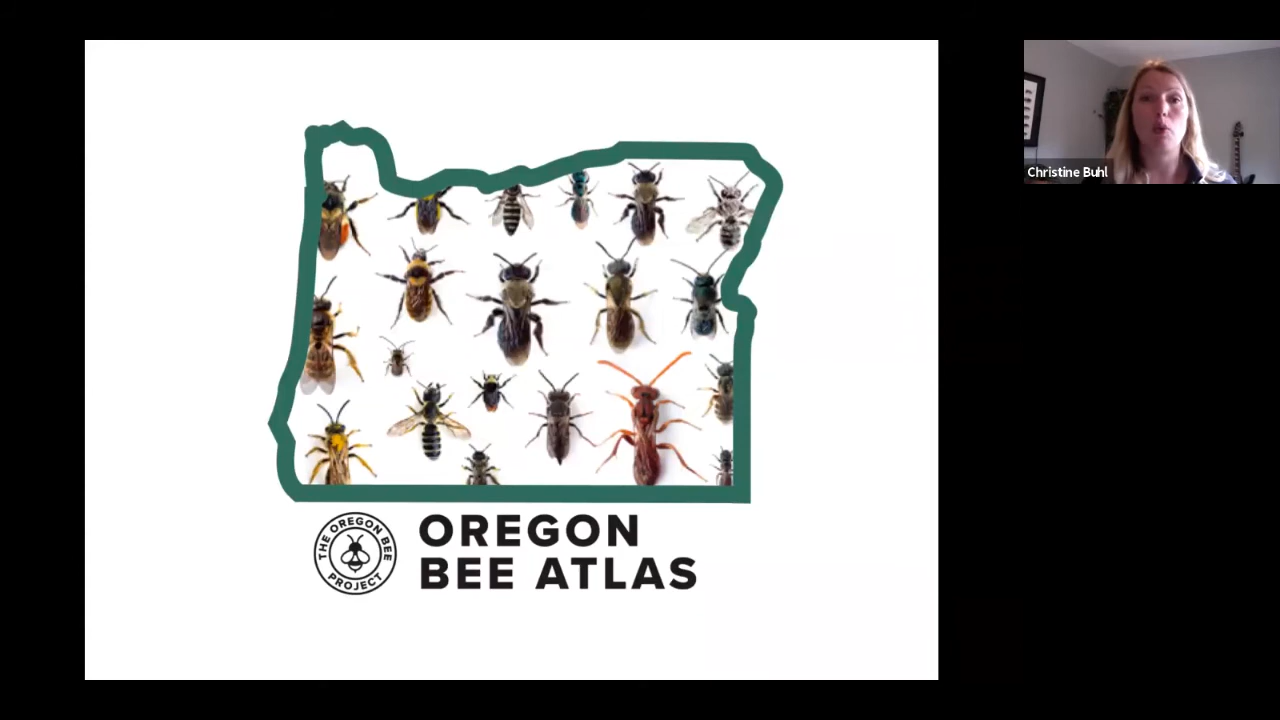 THE OREGON BEE
PROJECT
OREGON
BEE ATLAS
Christine Buhl